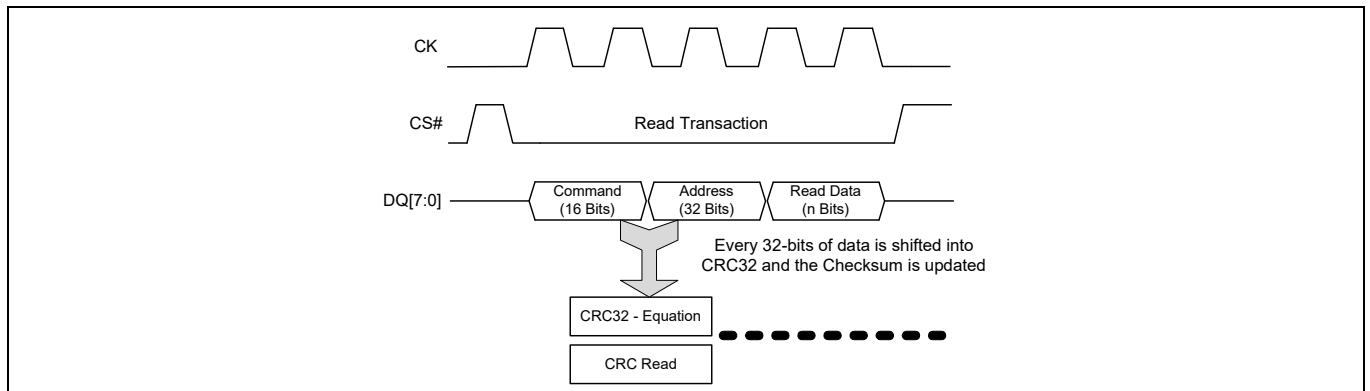 CK
CS#
Read Transaction
DQ[7:0]
Command
(16 Bits)
Address
(32 Bits)
Read Data
(n Bits)
Every 32-bits of data is shifted into
CRC32 and the Checksum is updated
CRC32 - Equation
CRC Read